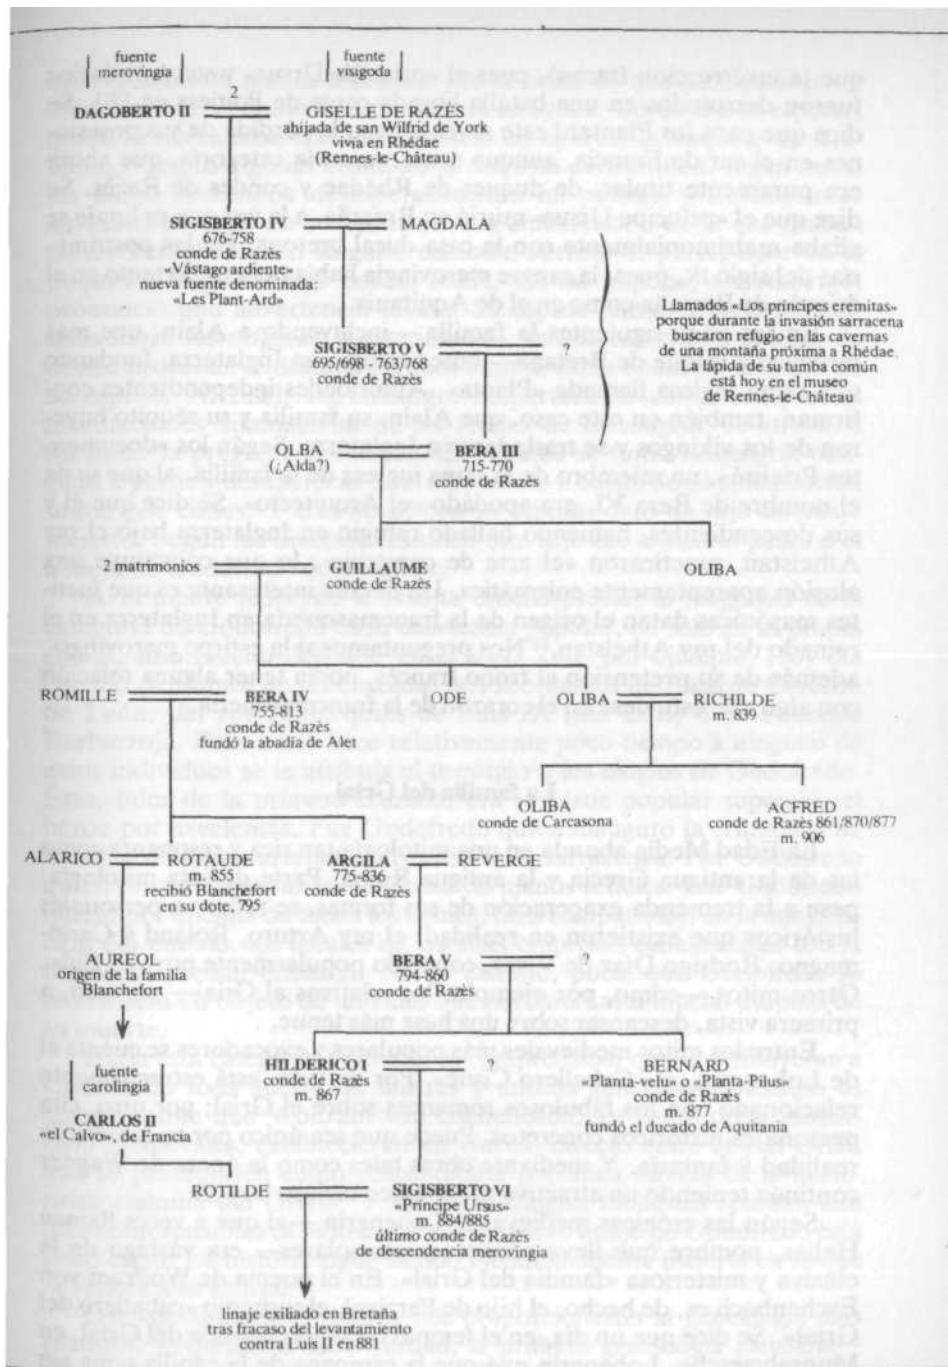 fuente
merovingia
fuente
visigoda
2
DAGOBERTO II
GISELLE DE RAZÈS
ahijada de san Wilfrid de York
vivía en Rhédae
(Rennes-le-Château)
SIGISBERTO IV
676-758
conde de Razès
«Vástago ardiente»
nueva fuente denominada:
«Les Plant-Ard»
MAGDALA
Llamados «Los príncipes eremitas»
porque durante la invasión sarracena
buscaron refugio en las cavernas
de una montaña próxima a Rhédae.
La lápida de su tumba común
está hoy en el museo
de Rennes-le-Château
SIGISBERTO V
695/698 - 763/768
conde de Razès
?
OLBA
(¿Alda?)
BERA III
715-770
conde de Razès
2 matrimonios
GUILLAUME
conde de Razès
OLIBA
ROMILLE
BERA IV
755-813
conde de Razès
fundó la abadía de Alet
ODE
OLIBA
RICHILDE
m. 839
OLIBA
conde de Carcasona
ACFRED
conde de Razès 861/870/877
m. 906
ALARICO
ROTAUDE
m. 855
recibió Blanchefort
en su dote, 795
ARGILA
775-836
conde de Razès
REVERGE
AUREOL
origen de la familia
Blanchefort
BERA V
794-860
conde de Razès
?
fuente
carolingia
HILDERICO I
conde de Razès
m. 867
?
BERNARD
«Planta-velu» o «Planta-Pilus»
conde de Razès
m. 877
fundó el ducado de Aquitania
CARLOS II
«el Calvo», de Francia
ROTILDE
SIGISBERTO VI
«Príncipe Ursus»
m. 884/885
último conde de Razès
de descendencia merovingia
linaje exiliado en Bretaña
tras fracaso del levantamiento
contra Luis II en 881